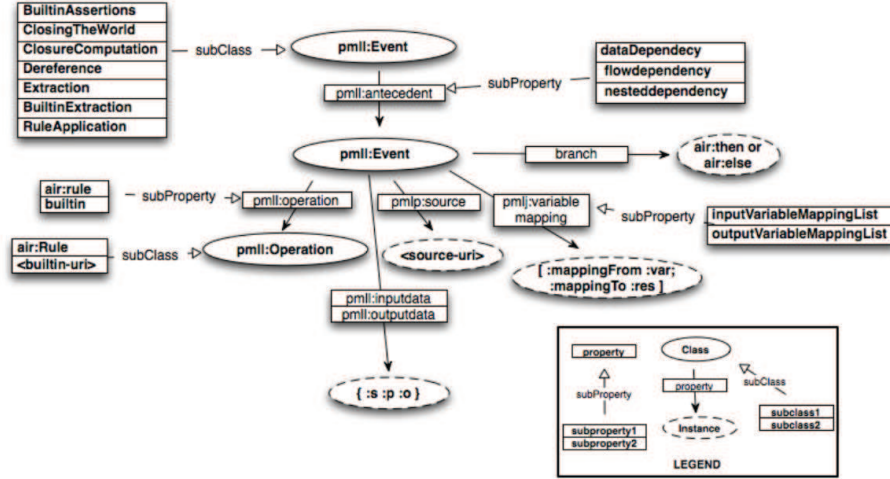 BuiltinAssertions
ClosingTheWorld
ClosureComputation
Dereference
Extraction
BuiltinExtraction
RuleApplication
subClass
pmll:Event
dataDependecy
flowdependency
nesteddependency
subProperty
pmll:antecedent
pmll:Event
branch
air:then or
air:else
air:rule
builtin
subProperty
pmll:operation
pmlp:source
pmlj:variable
mapping
subProperty
inputVariableMappingList
outputVariableMappingList
air:Rule
<builtin-uri>
subClass
pmll:Operation
<source-uri>
[ :mappingFrom :var;
:mappingTo :res ]
pmll:inputdata
pmll:outputdata
{ :s :p :o }
property
Class
subProperty
property
subClass
subproperty1
subproperty2
Instance
subclass1
subclass2
LEGEND